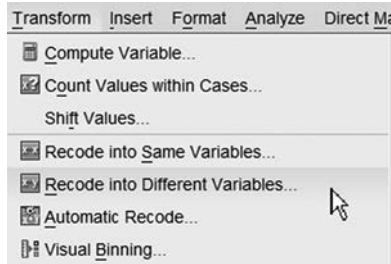 Transform Insert Format Analyze Direct
Compute Variable...
Count Values within Cases...
Shift Values...
Recode into Same Variables...
Recode into Different Variables...
Automatic Recode...
Visual Binning...